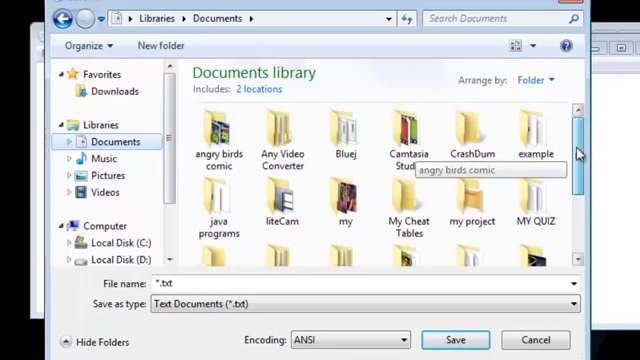 Libraries
Documents
Search Documents
Organize
New folder
Favorites
Downloads
Libraries
Documents
Music
Pictures
Videos
Computer
Local Disk (C:)
Local Disk (D:)
Documents library
Includes: 2 locations
Arrange by: Folder
angry birds comic
Any Video Converter
Bluej
Camtasia Stud
CrashDum
example
angry birds comic
java programs
liteCam
my
My Cheat Tables
my project
MY QUIZ
File name: *.txt
Save as type: Text Documents (*.txt)
Hide Folders
Encoding: ANSI
Save
Cancel